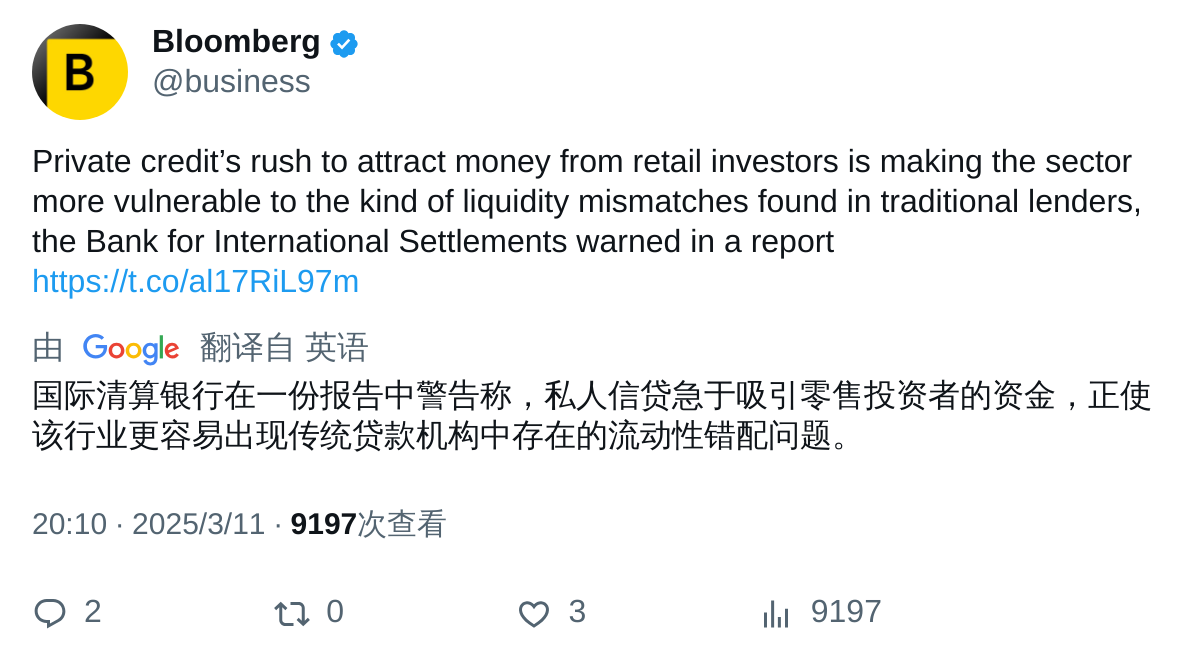 Bloomberg
@business
Private credit’s rush to attract money from retail investors is making the sector
more vulnerable to the kind of liquidity mismatches found in traditional lenders,
the Bank for International Settlements warned in a report
https://t.co/al17RiL97m
由 Google 翻译自 英语
国际清算银行在一份报告中警告称，私人信贷急于吸引零售投资者的资金，正使
该行业更容易出现传统贷款机构中存在的流动性错配问题。
20:10 · 2025/3/11 · 9197次查看
2 0 3 9197